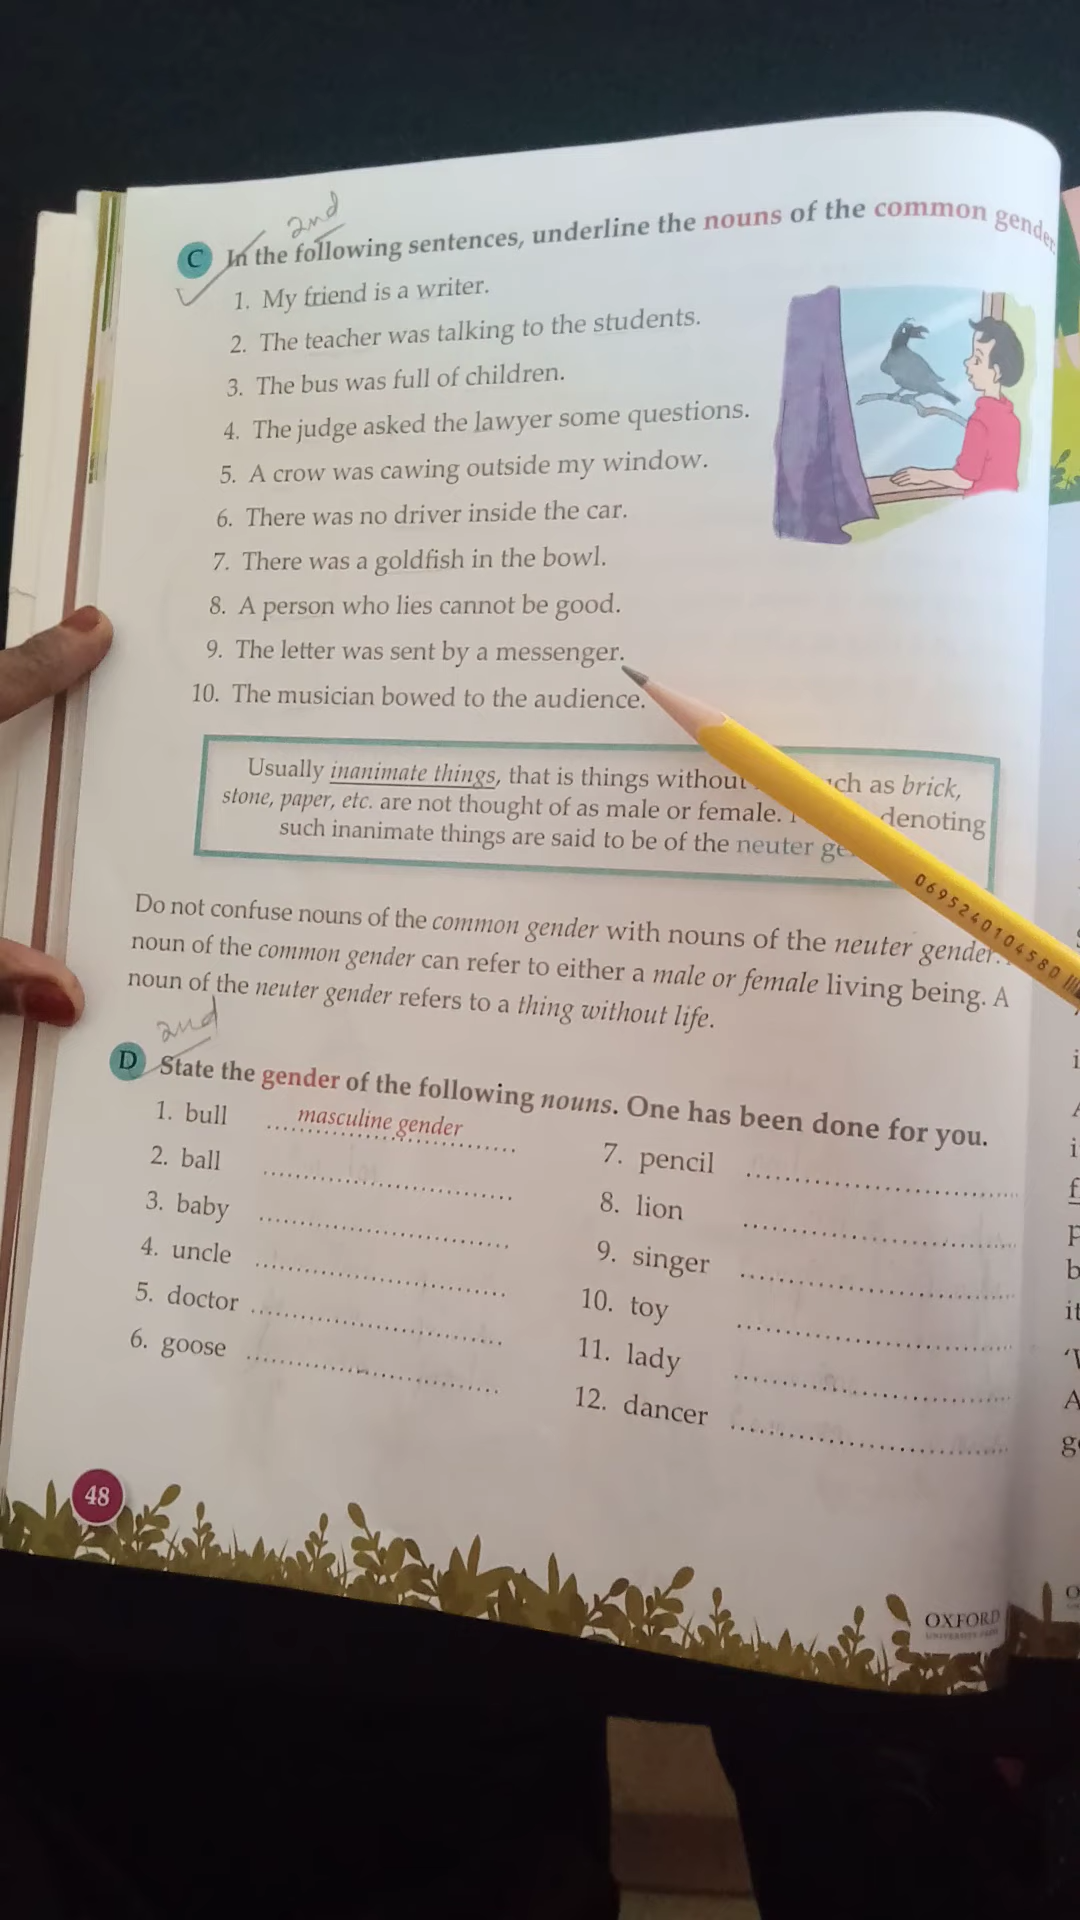 and
C In the following sentences, underline the nouns of the common gender.
1. My friend is a writer.
2. The teacher was talking to the students.
3. The bus was full of children.
4. The judge asked the lawyer some questions.
5. A crow was cawing outside my window.
6. There was no driver inside the car.
7. There was a goldfish in the bowl.
8. A person who lies cannot be good.
9. The letter was sent by a messenger.
10. The musician bowed to the audience.
Usually inanimate things, that is things without as brick,
stone, paper, etc. are not thought of as male or female. denoting
such inanimate things are said to be of the neuter
0695240104580
Do not confuse nouns of the common gender with nouns of the neuter gender.
noun of the common gender can refer to either a male or female living being. A
noun of the neuter gender refers to a thing without life.
and
D State the gender of the following nouns. One has been done for you.
1. bull masculine gender
2. ball
3. baby
4. uncle
5. doctor
6. goose
7. pencil
8. lion
9. singer
10. toy
11. lady
12. dancer
48
OXFORD
UNIVERSITY PRESS